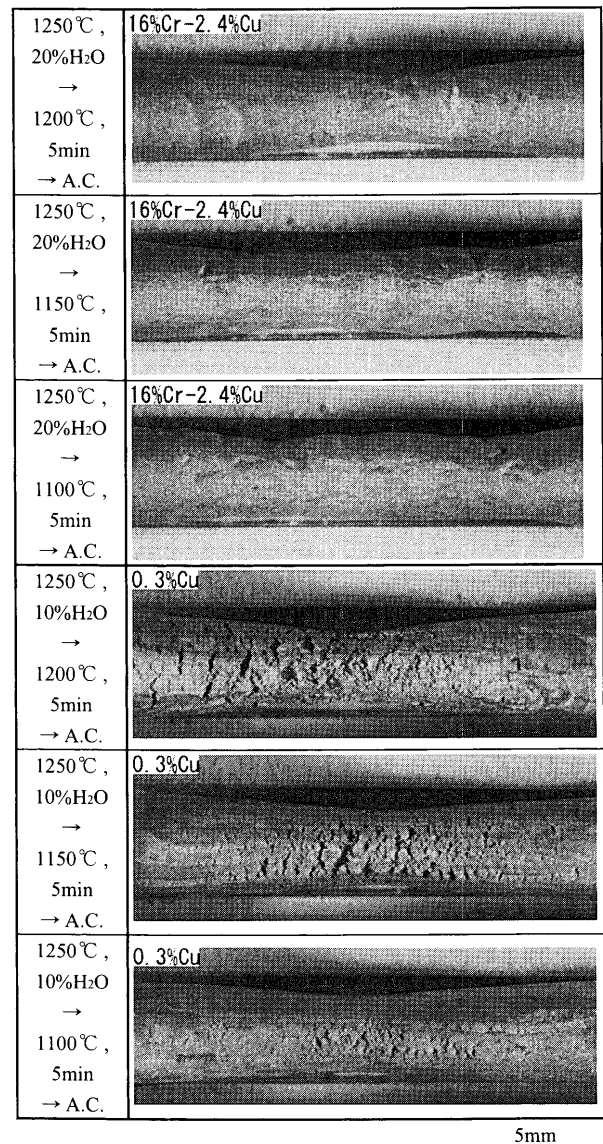 1250℃,
20%H2O
→
1200℃,
5min
→ A.C.
16%Cr-2.4%Cu
1250℃,
20%H2O
→
1150℃,
5min
→ A.C.
16%Cr-2.4%Cu
1250℃,
20%H2O
→
1100℃,
5min
→ A.C.
16%Cr-2.4%Cu
1250℃,
10%H2O
→
1200℃,
5min
→ A.C.
0.3%Cu
1250℃,
10%H2O
→
1150℃,
5min
→ A.C.
0.3%Cu
1250℃,
10%H2O
→
1100℃,
5min
→ A.C.
0.3%Cu
5mm